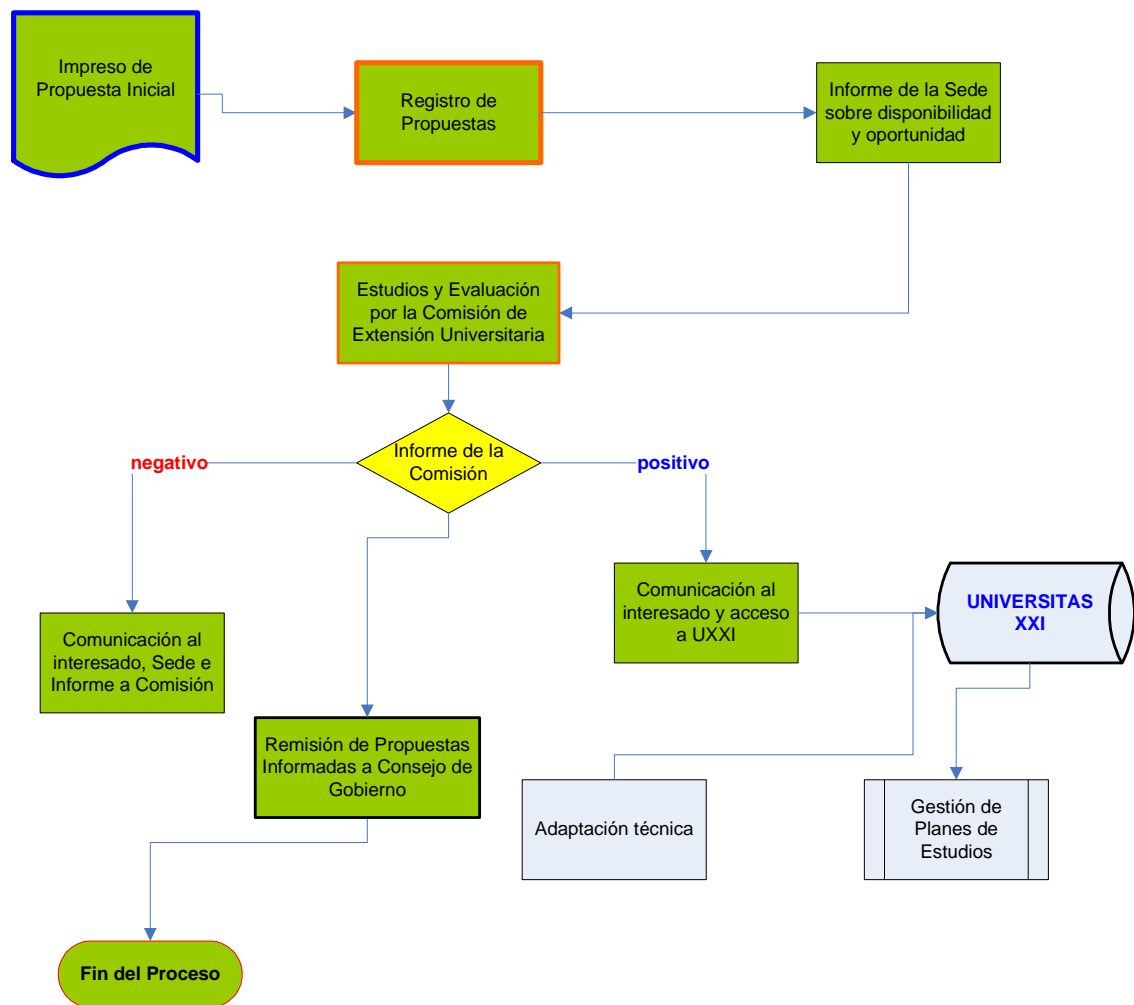 Impreso de
Propuesta Inicial
Registro de
Propuestas
Informe de la Sede
sobre disponibilidad
y oportunidad
Estudios y Evaluación
por la Comisión de
Extensión Universitaria
Informe de la
Comisión
negativo
positivo
Comunicación al
interesado, Sede e
Informe a Comisión
Comunicación al
interesado y acceso
a UXXI
UNIVERSITAS
XXI
Remisión de Propuestas
Informadas a Consejo de
Gobierno
Adaptación técnica
Gestión de
Planes de
Estudios
Fin del Proceso